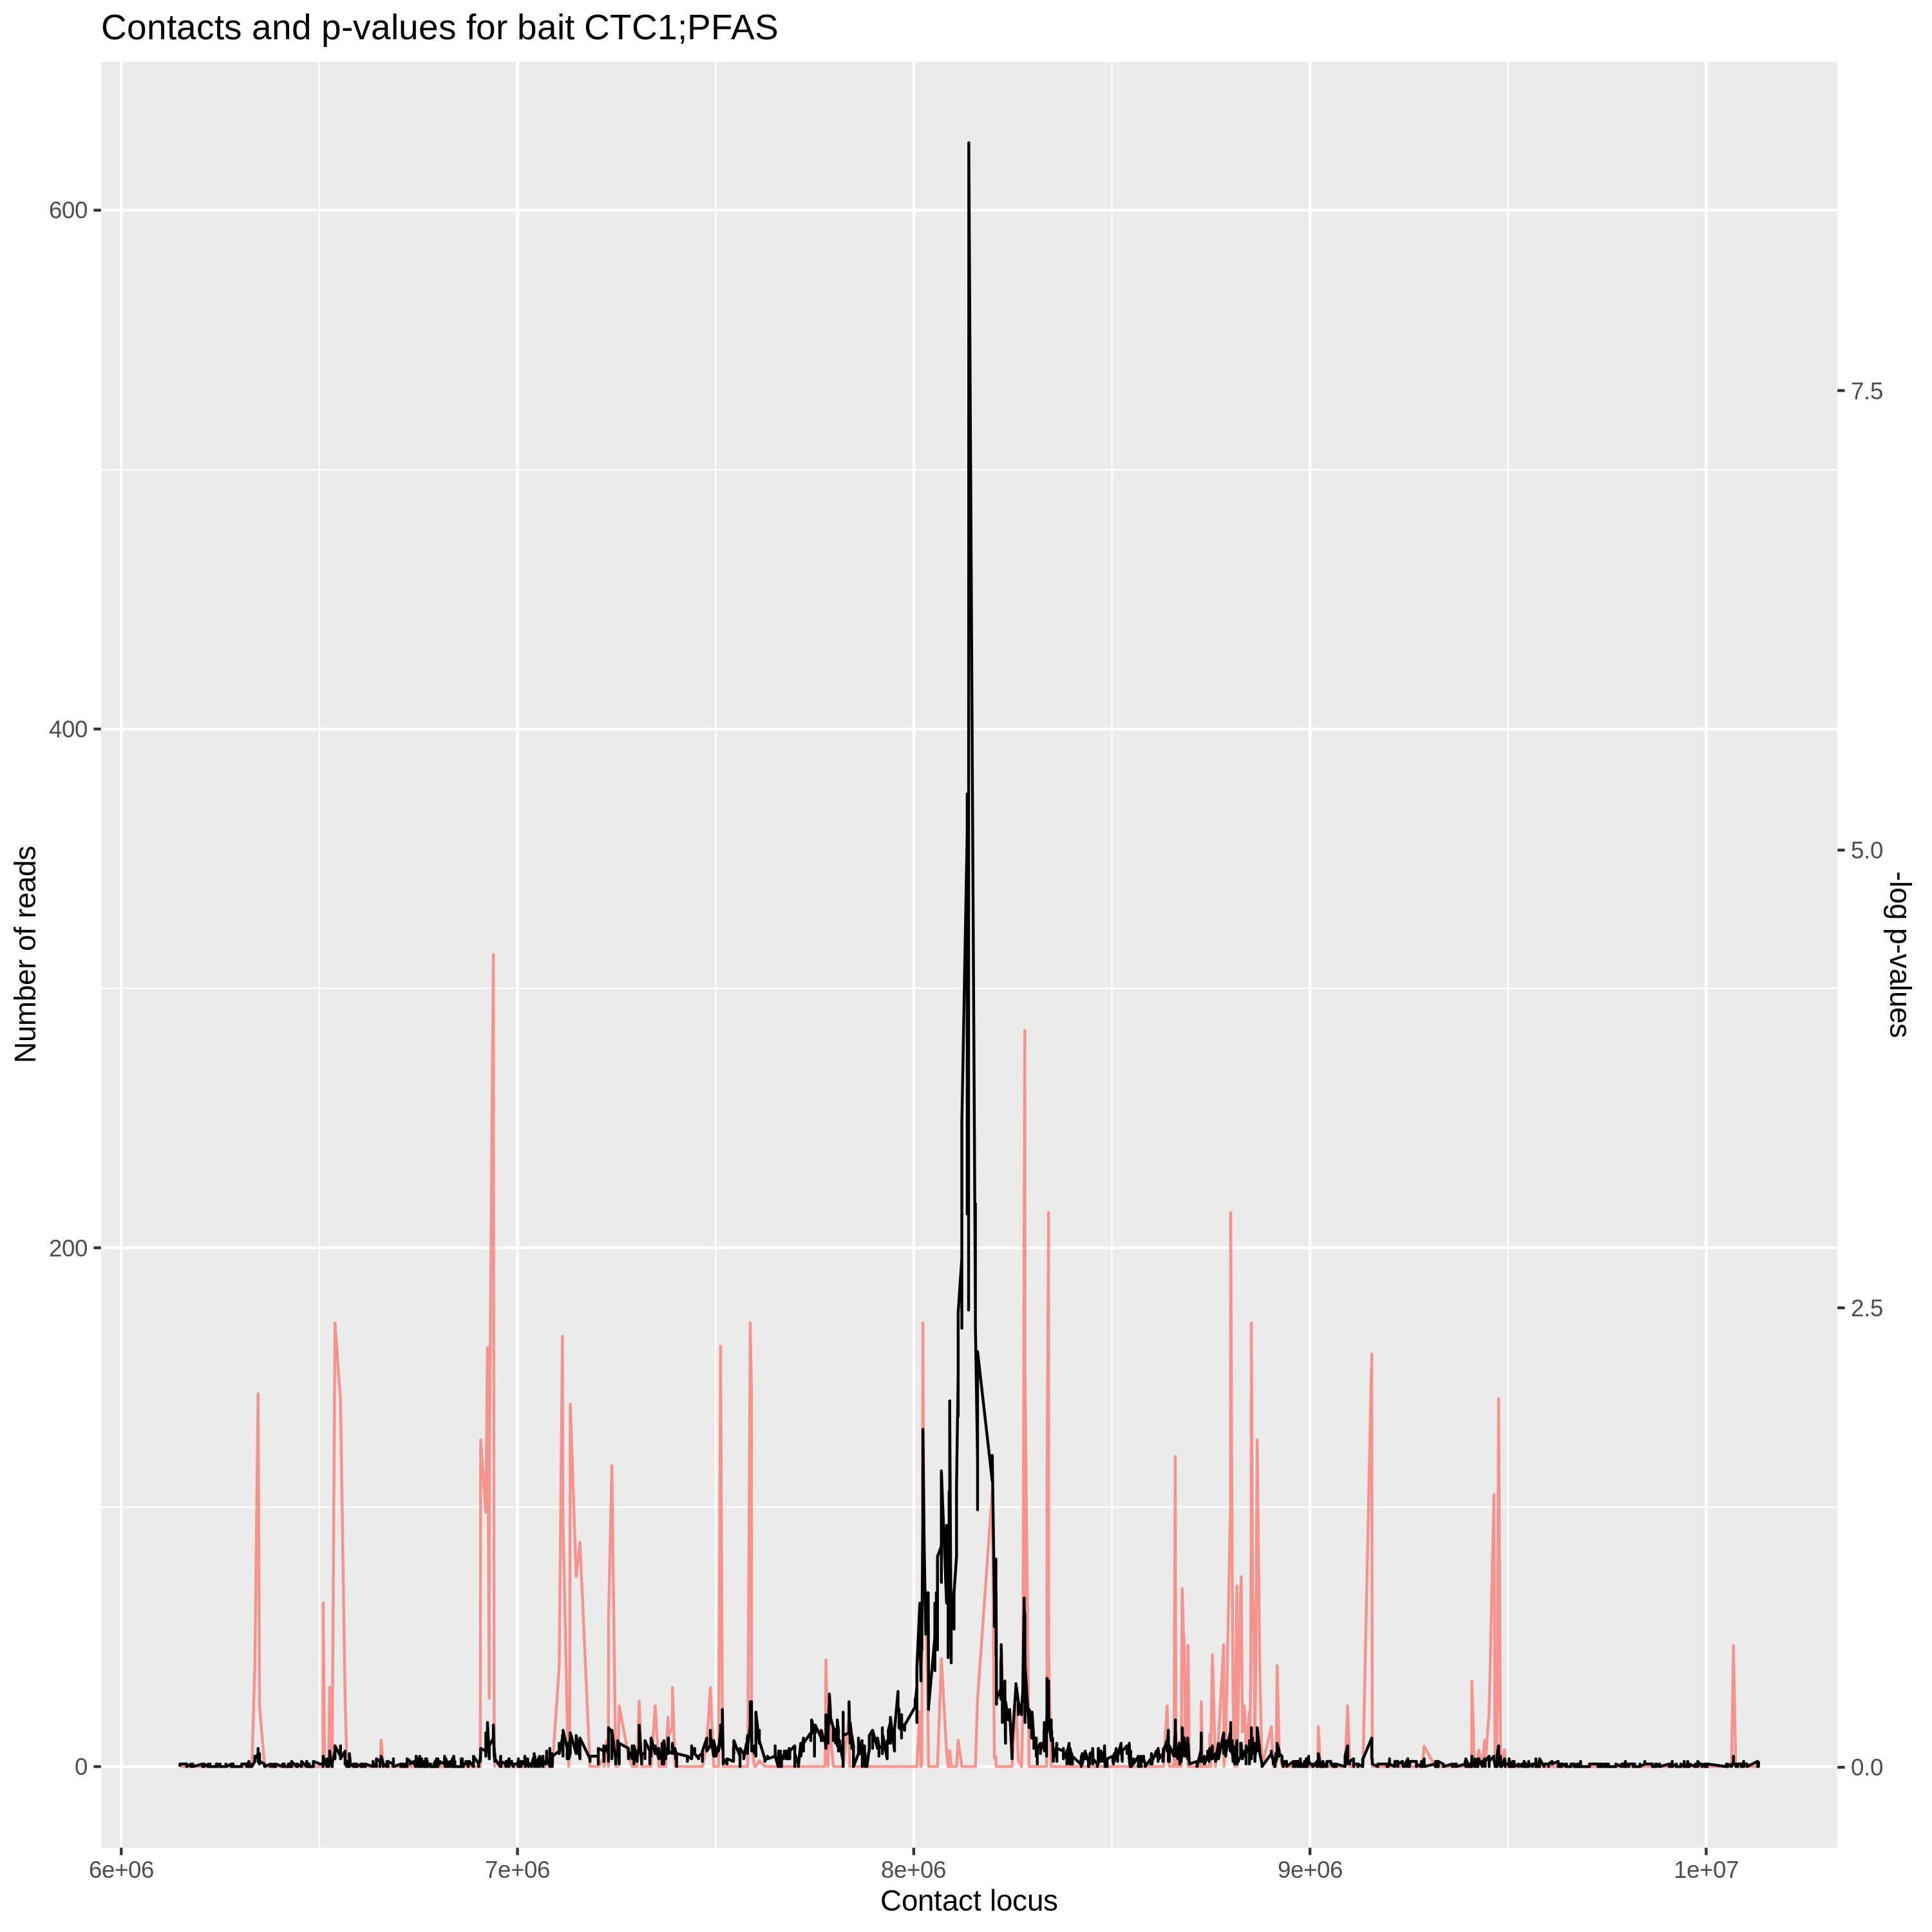 Contacts and p-values for bait CTC1;PFAS
600
400
200
0
Number of reads
7.5
5.0
2.5
0.0
-log p-values
6e+06
7e+06
8e+06
9e+06
1e+07
Contact locus